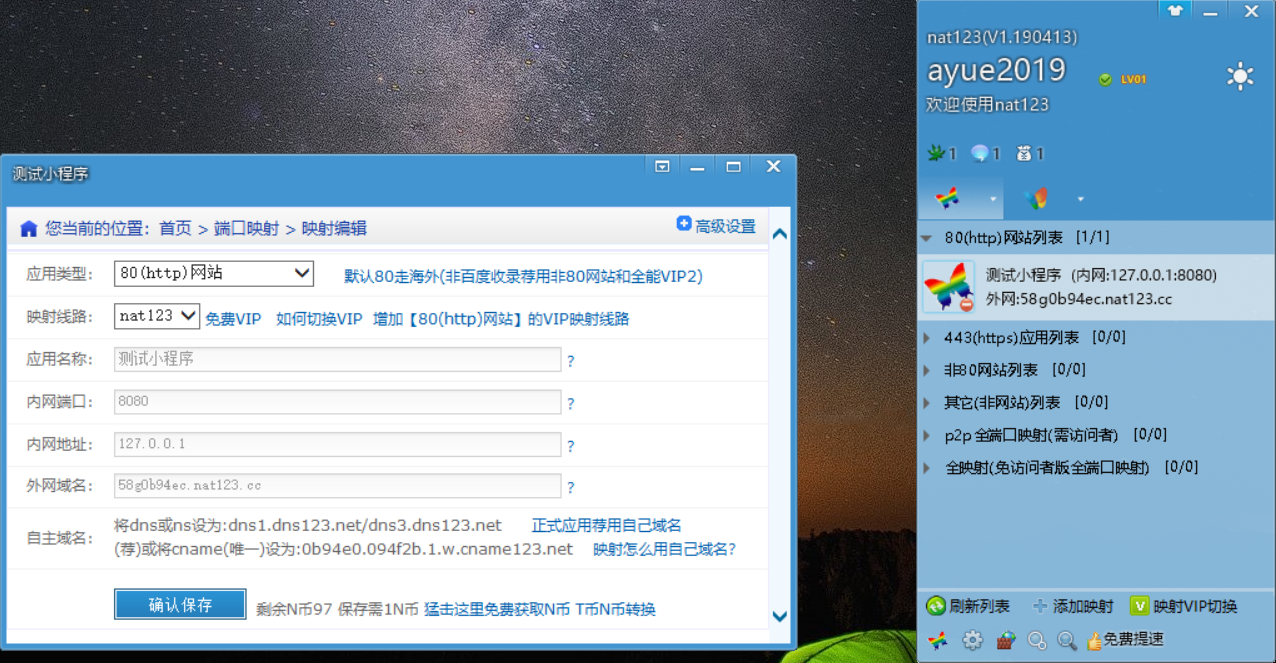 nat123(V1.190413)
ayue2019
LV01
欢迎使用nat123
1 1 1
80(http)网站列表 [1/1]
测试小程序 (内网:127.0.0.1:8080)
外网:58g0b94ec.nat123.cc
443(https)应用列表 [0/0]
非80网站列表 [0/0]
其它(非网站)列表 [0/0]
p2p全端口映射(需访问者) [0/0]
全映射(免访问者版全端口映射) [0/0]
刷新列表 添加映射 V 映射VIP切换
免费提速
测试小程序
您当前的位置: 首页 > 端口映射 > 映射编辑 高级设置
应用类型: 80(http)网站 默认80走海外(非百度收录荐用非80网站和全能VIP2)
映射线路: nat123 免费VIP 如何切换VIP 增加【80(http)网站】的VIP映射线路
应用名称: 测试小程序 ?
内网端口: 8080 ?
内网地址: 127.0.0.1 ?
外网域名: 58g0b94ec.nat123.cc ?
自主域名: 将dns或ns设为:dns1.dns123.net/dns3.dns123.net 正式应用荐用自己域名
(荐)或将cname(唯一)设为:0b94e0.094f2b.1.w.cname123.net 映射怎么用自己域名?
确认保存 剩余N币97 保存需1N币 猛击这里免费获取N币 T币N币转换